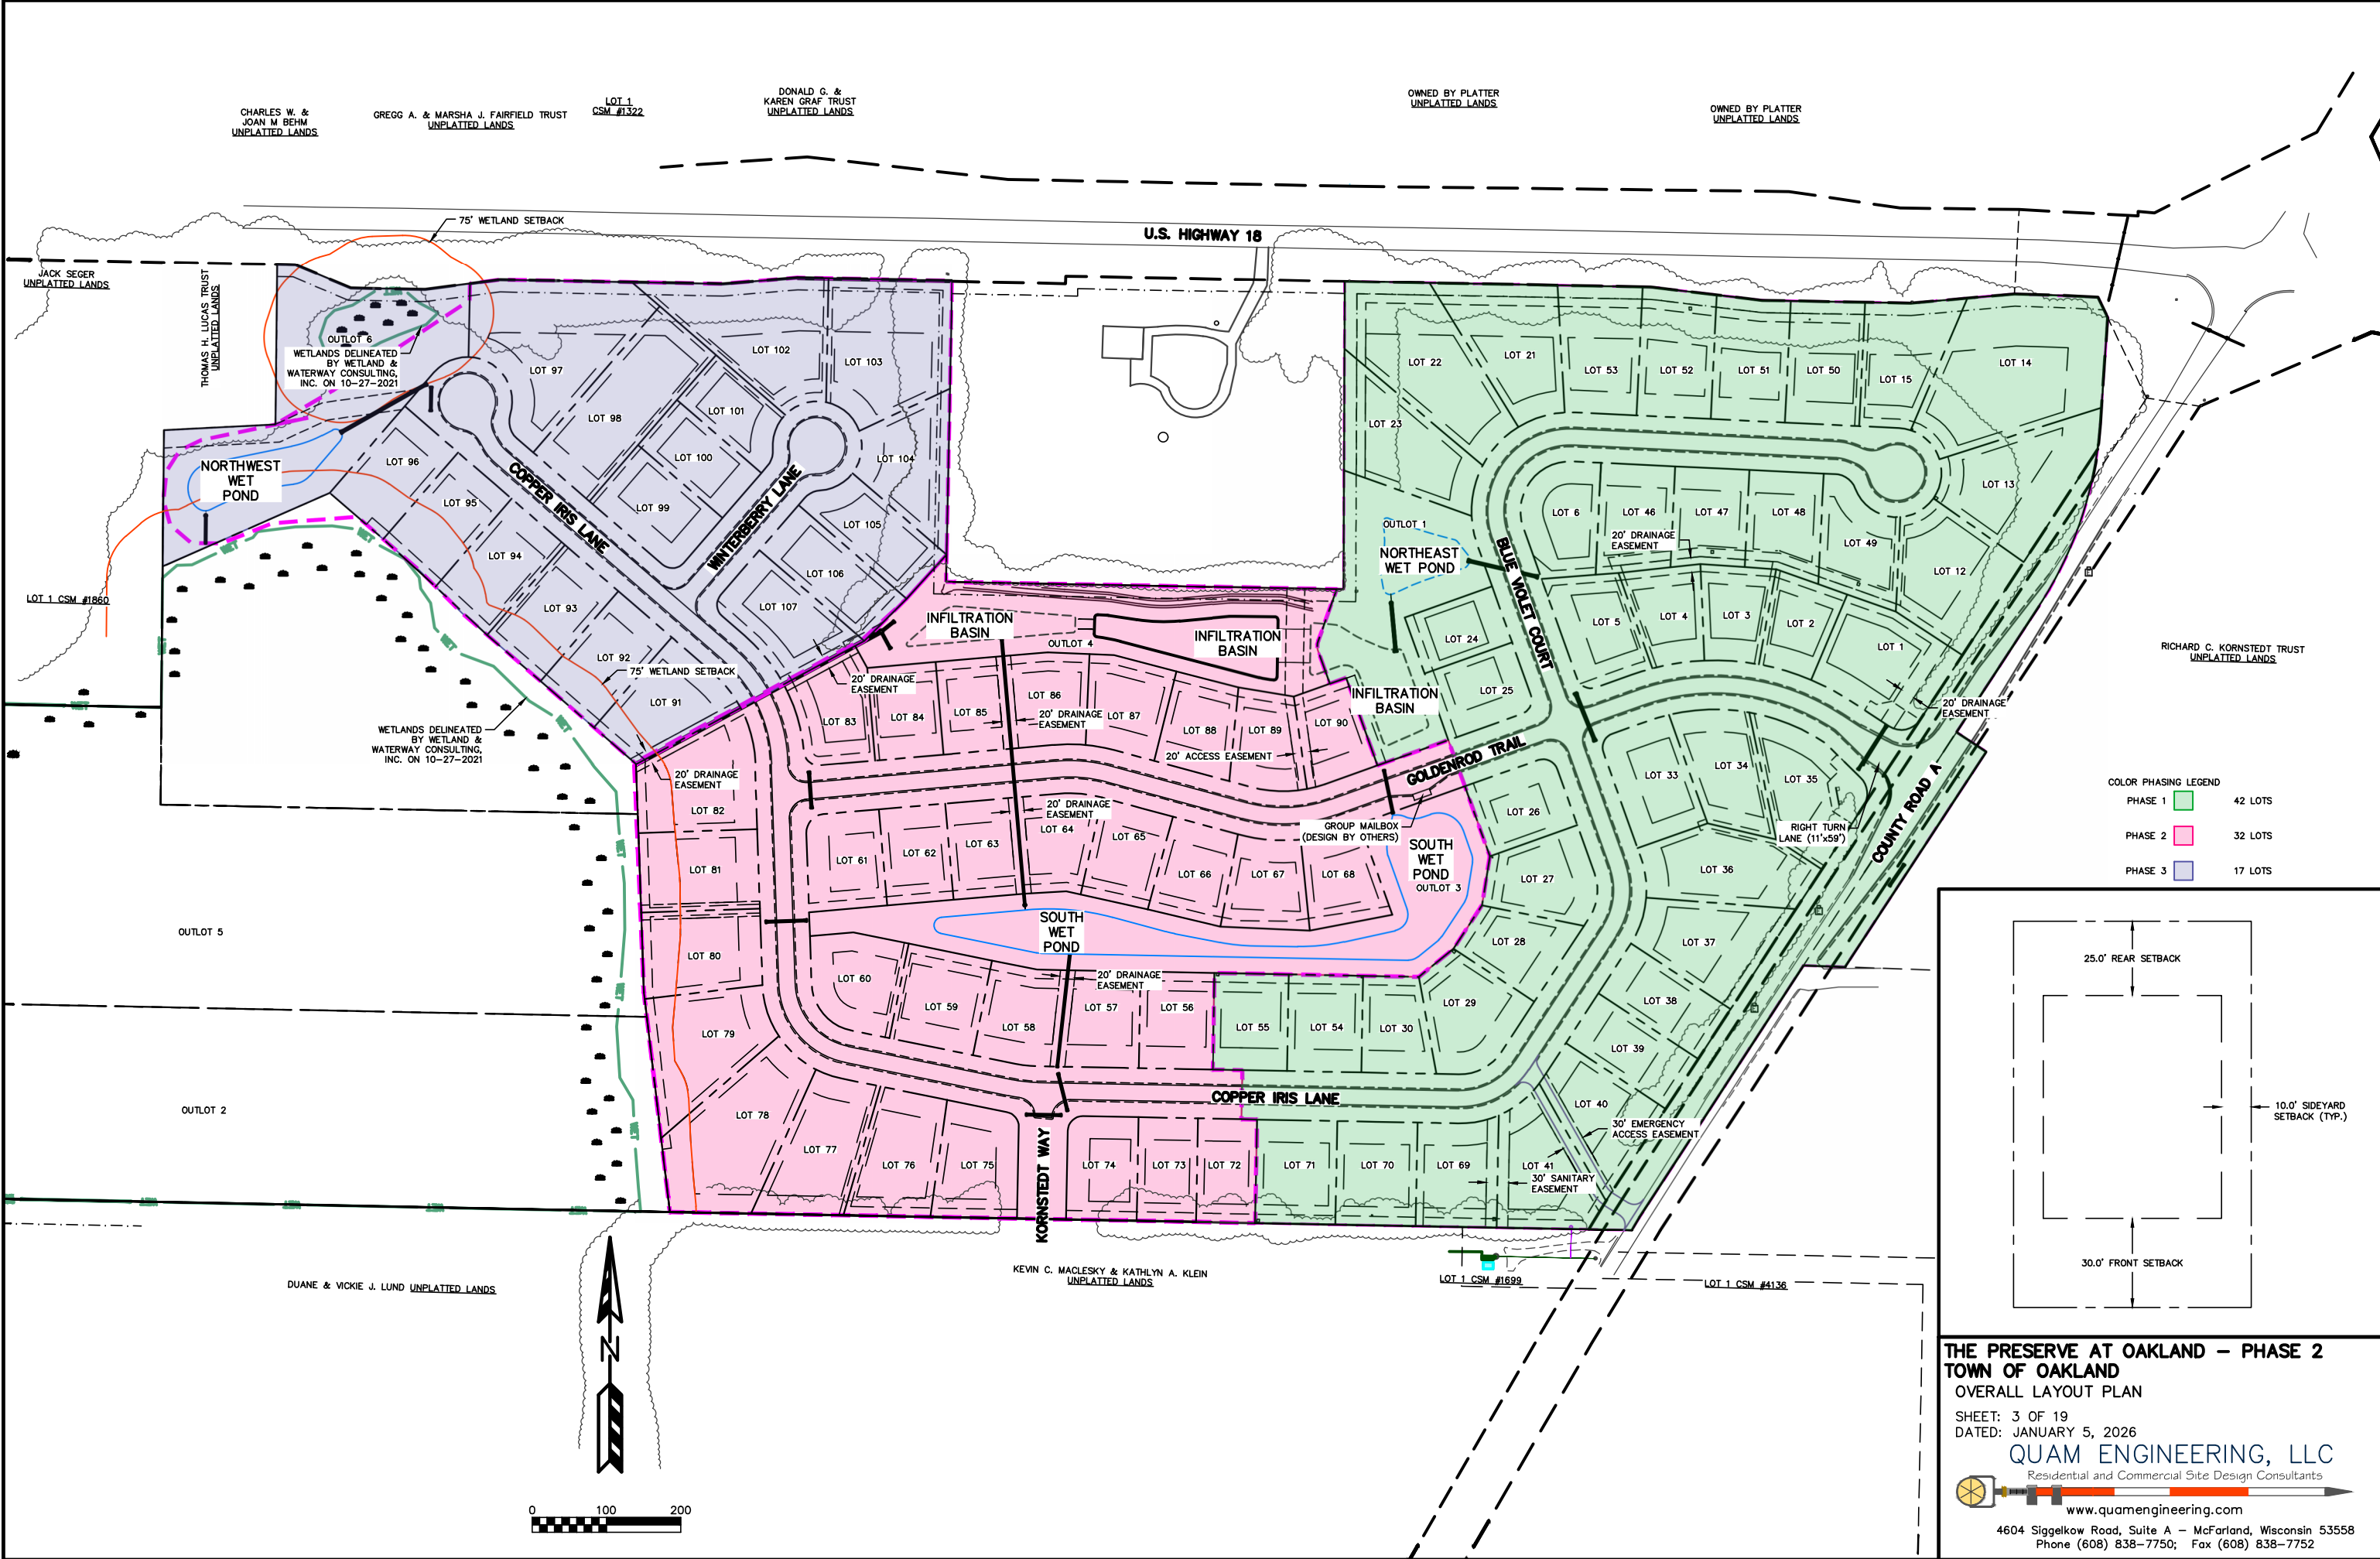 CHARLES W. &
JOAN M BEHM
UNPLATTED LANDS
GREGG A. & MARSHA J. FAIRFIELD TRUST
UNPLATTED LANDS
LOT 1
CSM #1322
DONALD G. &
KAREN GRAF TRUST
UNPLATTED LANDS
OWNED BY PLATTER
UNPLATTED LANDS
OWNED BY PLATTER
UNPLATTED LANDS
75' WETLAND SETBACK
U.S. HIGHWAY 18
JACK SEGER
UNPLATTED LANDS
THOMAS H. LUCAS TRUST
UNPLATTED LANDS
OUTLOT 6
WETLANDS DELINEATED
BY WETLAND &
WATERWAY CONSULTING,
INC. ON 10-27-2021
LOT 97
LOT 102
LOT 103
LOT 98
LOT 101
LOT 100
LOT 104
LOT 96
LOT 95
LOT 99
LOT 105
LOT 94
LOT 106
LOT 93
LOT 107
LOT 92
LOT 91
NORTHWEST
WET
POND
COPPER IRIS LANE
WINTERBERRY LANE
75' WETLAND SETBACK
LOT 1 CSM #1860
WETLANDS DELINEATED
BY WETLAND &
WATERWAY CONSULTING,
INC. ON 10-27-2021
LOT 22
LOT 21
LOT 53
LOT 52
LOT 51
LOT 50
LOT 15
LOT 14
LOT 23
LOT 13
LOT 6
LOT 46
LOT 47
LOT 48
LOT 49
LOT 12
20' DRAINAGE
EASEMENT
OUTLOT 1
NORTHEAST
WET POND
BLUE VIOLET COURT
LOT 5
LOT 4
LOT 3
LOT 2
LOT 1
LOT 24
LOT 25
20' DRAINAGE
EASEMENT
RICHARD C. KORNSTEDT TRUST
UNPLATTED LANDS
INFILTRATION
BASIN
INFILTRATION
BASIN
OUTLOT 4
INFILTRATION
BASIN
20' DRAINAGE
EASEMENT
LOT 83
LOT 84
LOT 85
LOT 86
LOT 87
LOT 88
LOT 89
LOT 90
20' DRAINAGE
EASEMENT
20' ACCESS EASEMENT
GOLDENROD TRAIL
20' DRAINAGE
EASEMENT
LOT 82
LOT 81
LOT 80
LOT 79
LOT 78
LOT 77
LOT 76
LOT 75
LOT 74
LOT 73
LOT 72
LOT 61
LOT 62
LOT 63
LOT 64
LOT 65
LOT 66
LOT 67
LOT 68
20' DRAINAGE
EASEMENT
GROUP MAILBOX
(DESIGN BY OTHERS)
SOUTH
WET
POND
OUTLOT 3
SOUTH
WET
POND
20' DRAINAGE
EASEMENT
LOT 60
LOT 59
LOT 58
LOT 57
LOT 56
LOT 55
LOT 54
LOT 30
LOT 29
LOT 28
LOT 27
LOT 26
LOT 33
LOT 34
LOT 35
LOT 36
LOT 37
LOT 38
LOT 39
LOT 40
LOT 41
LOT 69
LOT 70
LOT 71
RIGHT TURN
LANE (11'x59')
COUNTY ROAD A
COPPER IRIS LANE
KORNSTEDT WAY
30' EMERGENCY
ACCESS EASEMENT
30' SANITARY
EASEMENT
OUTLOT 5
OUTLOT 2
DUANE & VICKIE J. LUND UNPLATTED LANDS
KEVIN C. MACLESKY & KATHLYN A. KLEIN
UNPLATTED LANDS
LOT 1 CSM #1699
LOT 1 CSM #4136
N
0 100 200
COLOR PHASING LEGEND
PHASE 1 42 LOTS
PHASE 2 32 LOTS
PHASE 3 17 LOTS
25.0' REAR SETBACK
10.0' SIDEYARD
SETBACK (TYP.)
30.0' FRONT SETBACK
THE PRESERVE AT OAKLAND – PHASE 2
TOWN OF OAKLAND
OVERALL LAYOUT PLAN
SHEET: 3 OF 19
DATED: JANUARY 5, 2026
QUAM ENGINEERING, LLC
Residential and Commercial Site Design Consultants
www.quamengineering.com
4604 Siggelkow Road, Suite A – McFarland, Wisconsin 53558
Phone (608) 838-7750; Fax (608) 838-7752